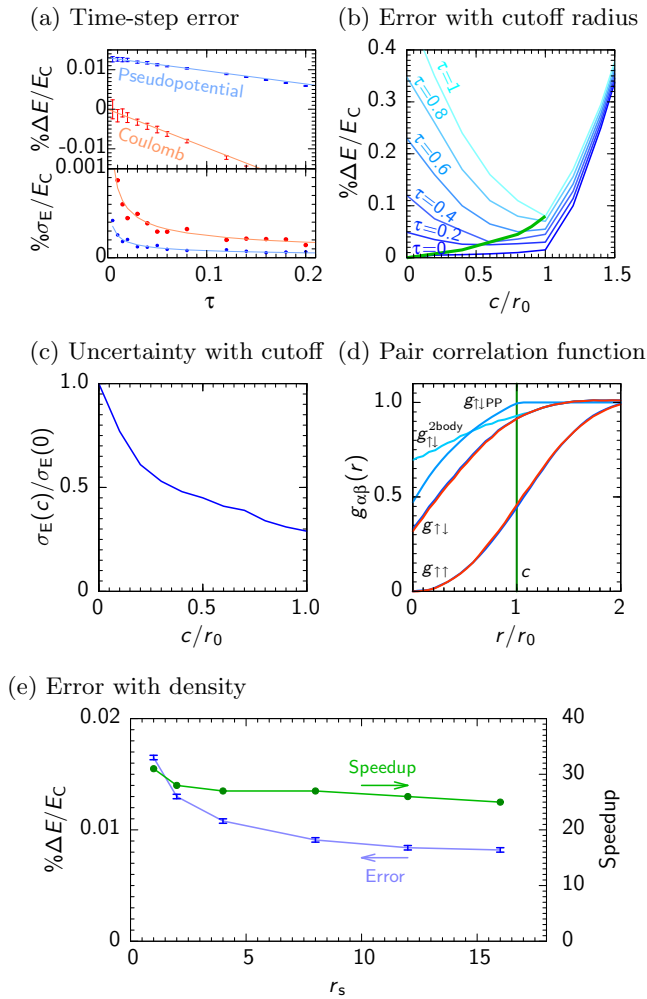 (a) Time-step error
%ΔE/E_C
0.01
0
-0.01
Pseudopotential
Coulomb
%σ_E/E_C
0.001
0
0
0.1
0.2
τ
(b) Error with cutoff radius
%ΔE/E_C
0.4
0.3
0.2
0.1
0
τ=1
τ=0.8
τ=0.6
τ=0.4
τ=0.2
τ=0
0
0.5
1.0
1.5
c/r₀
(c) Uncertainty with cutoff
σ_E(c)/σ_E(0)
1.0
0.5
0
0
0.5
1.0
c/r₀
(d) Pair correlation function
g_αβ(r)
1.0
0.5
0
g_↑↓PP
g_↑↓^2body
g_↑↓
g_↑↑
c
0
1
2
r/r₀
(e) Error with density
%ΔE/E_C
0.02
0.01
0
Speedup
Error
40
30
20
10
0
Speedup
0
5
10
15
r_s